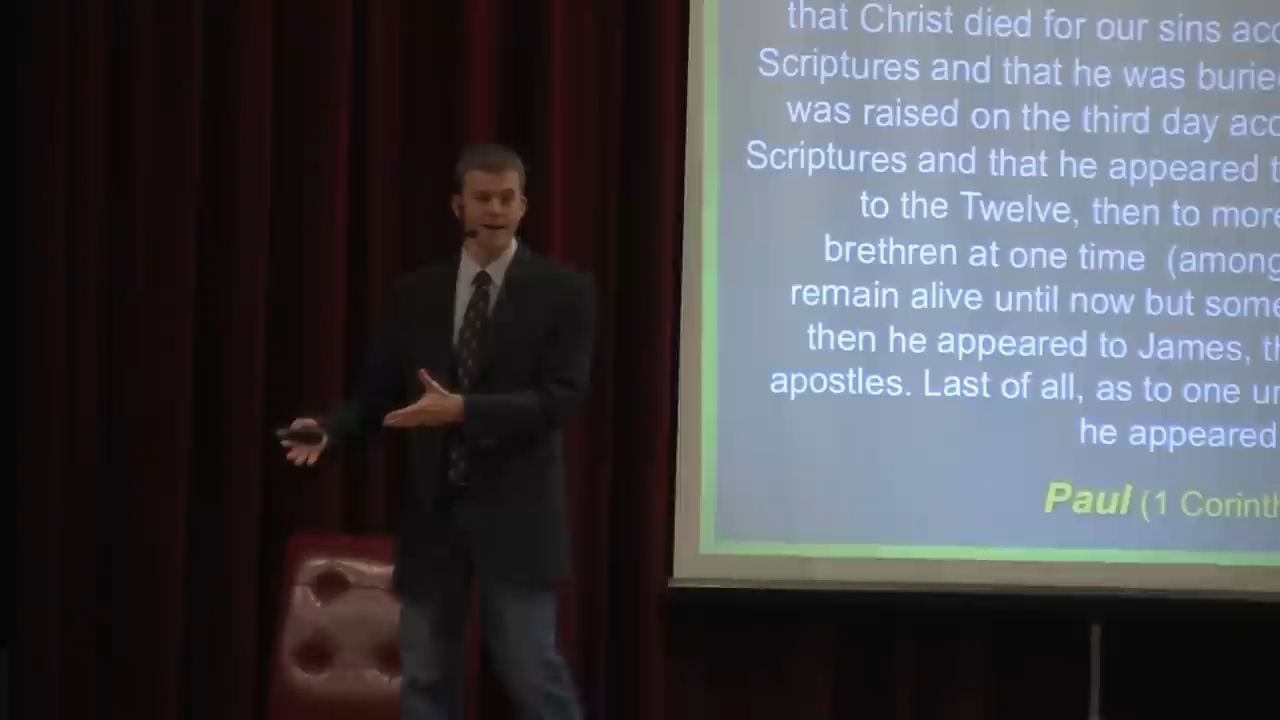 that Christ died for our sins acc
Scriptures and that he was burie
was raised on the third day acc
Scriptures and that he appeared t
to the Twelve, then to more
brethren at one time (among
remain alive until now but some
then he appeared to James, th
apostles. Last of all, as to one un
he appeared
Paul (1 Corinth